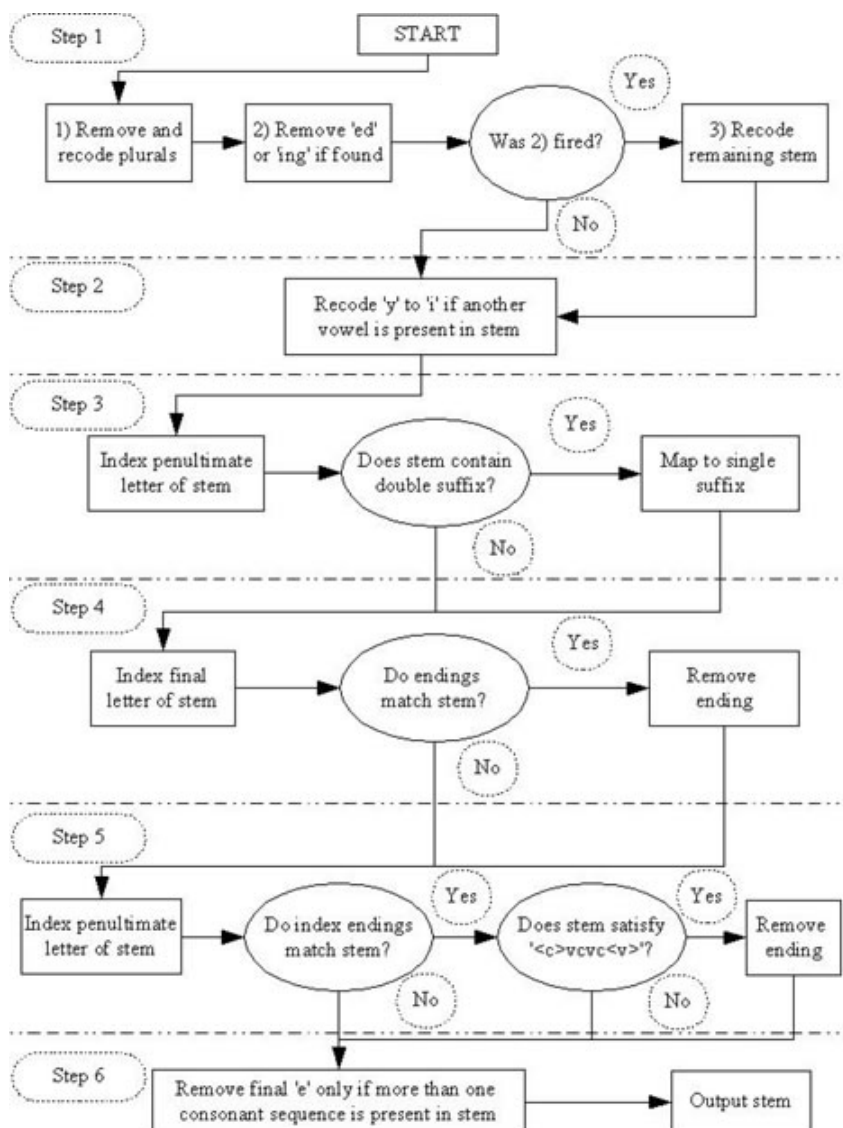 Step 1
START
Yes
1) Remove and
recode plurals
2) Remove 'ed'
or 'ing' if found
Was 2) fired?
3) Recode
remaining stem
No
Step 2
Recode 'y' to 'i' if another
vowel is present in stem
Step 3
Yes
Index penultimate
letter of stem
Does stem contain
double suffix?
Map to single
suffix
No
Step 4
Yes
Index final
letter of stem
Do endings
match stem?
Remove
ending
No
Step 5
Yes
Yes
Index penultimate
letter of stem
Do index endings
match stem?
Does stem satisfy
'<c>vcvc<v>'?
Remove
ending
No
No
Step 6
Remove final 'e' only if more than one
consonant sequence is present in stem
Output stem